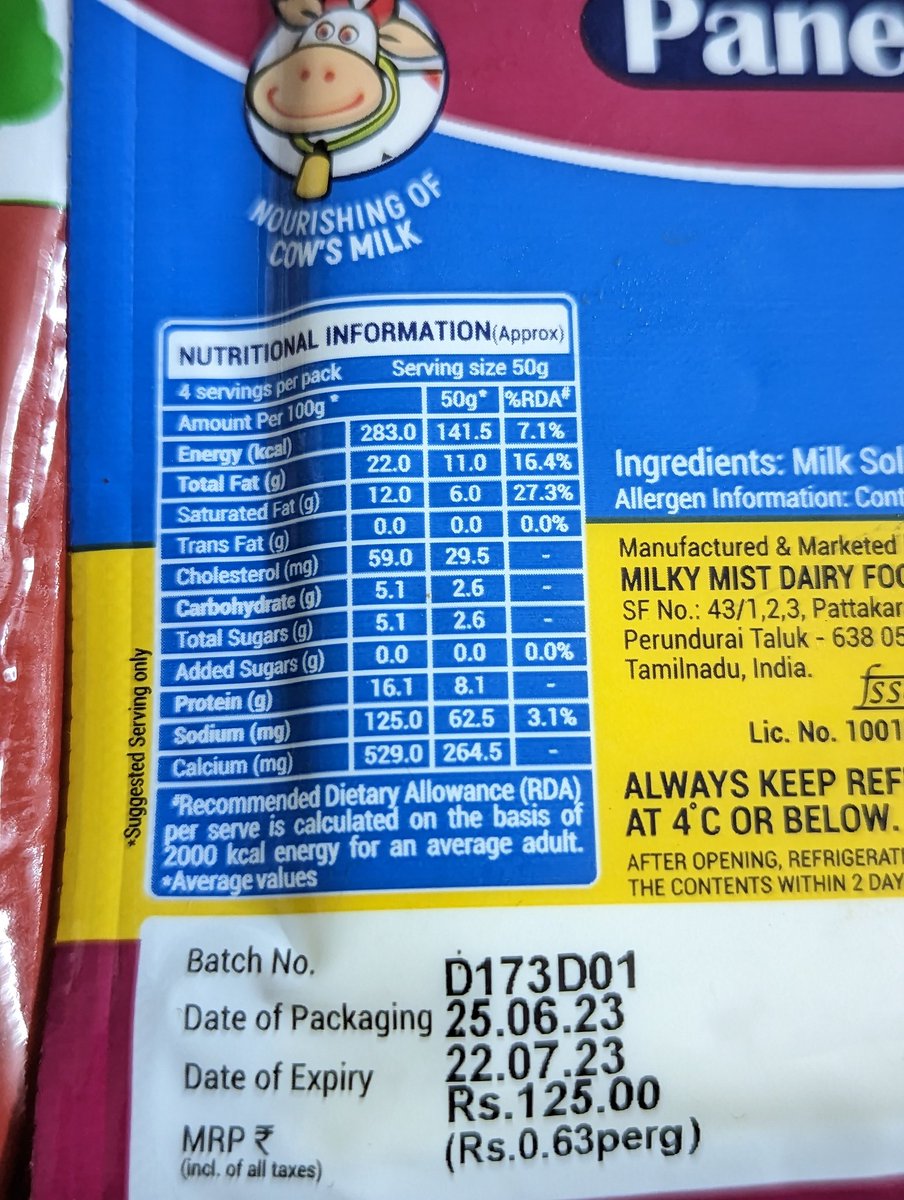 Pane
NOURISHING OF
COW'S MILK
NUTRITIONAL INFORMATION(Approx)
4 servings per pack Serving size 50g
Amount Per 100g * 50g* %RDA#
Energy (kcal) 283.0 141.5 7.1%
Total Fat (g) 22.0 11.0 16.4%
Saturated Fat (g) 12.0 6.0 27.3%
Trans Fat (g) 0.0 0.0 0.0%
Cholesterol (mg) 59.0 29.5 -
Carbohydrate (g) 5.1 2.6 -
Total Sugars (g) 5.1 2.6 -
Added Sugars (g) 0.0 0.0 0.0%
Protein (g) 16.1 8.1 -
Sodium (mg) 125.0 62.5 3.1%
Calcium (mg) 529.0 264.5 -
#Recommended Dietary Allowance (RDA)
per serve is calculated on the basis of
2000 kcal energy for an average adult.
*Average values
*Suggested Serving only
Ingredients: Milk Sol
Allergen Information: Cont
Manufactured & Marketed
MILKY MIST DAIRY FOO
SF No.: 43/1,2,3, Pattakar
Perundurai Taluk - 638 05
Tamilnadu, India.
fss
Lic. No. 1001
ALWAYS KEEP REF
AT 4°C OR BELOW.
AFTER OPENING, REFRIGERATE
THE CONTENTS WITHIN 2 DAY
Batch No. D173D01
Date of Packaging 25.06.23
Date of Expiry 22.07.23
MRP ₹ Rs.125.00
(incl. of all taxes) (Rs.0.63perg)